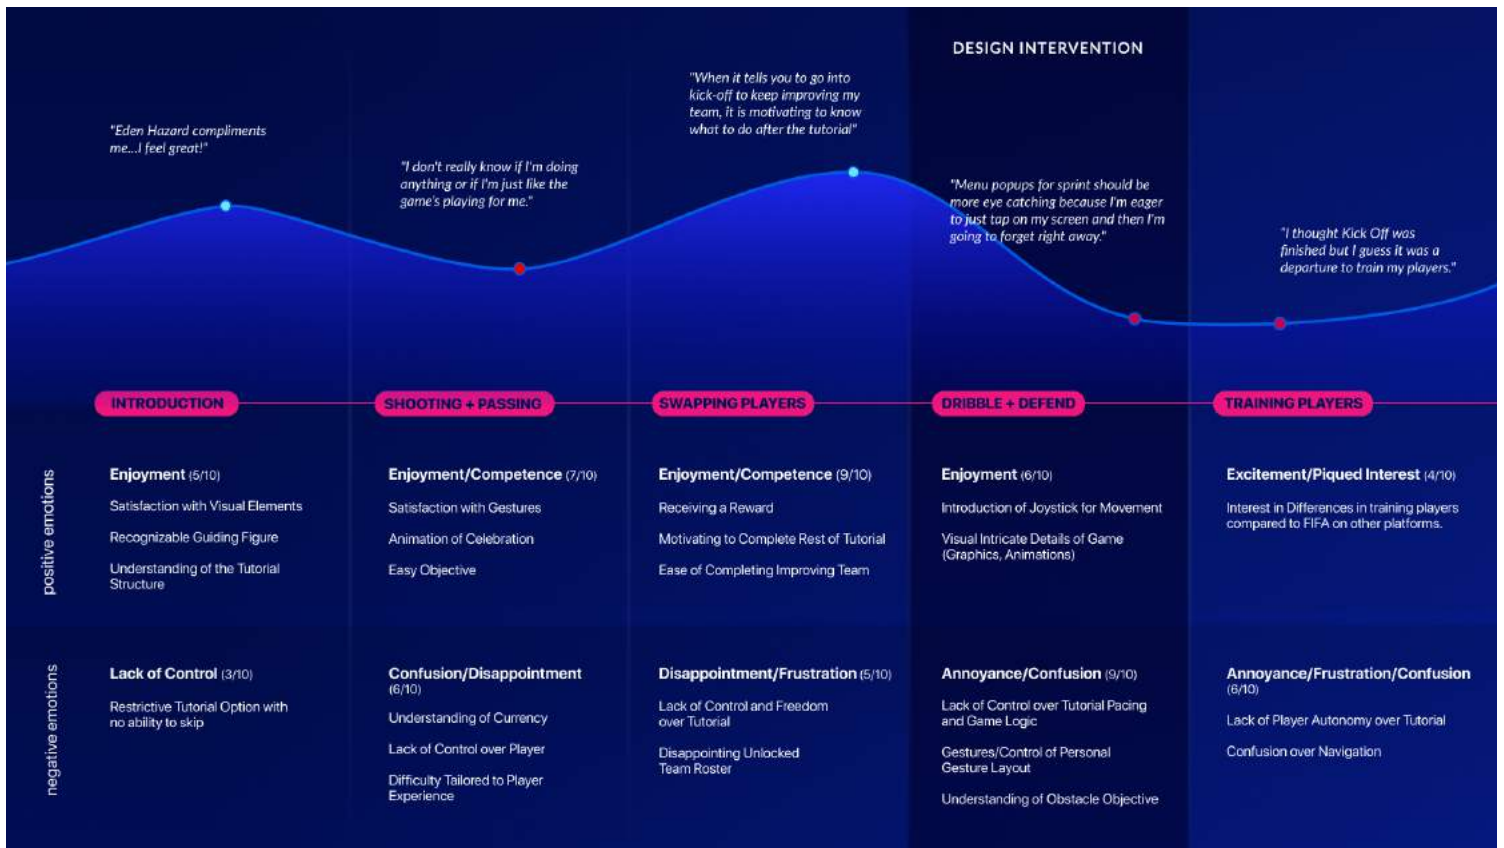 DESIGN INTERVENTION
"Eden Hazard compliments
me...I feel great!"
"I don't really know if I'm doing
anything or if I'm just like the
game's playing for me."
"When it tells you to go into
kick-off to keep improving my
team, it is motivating to know
what to do after the tutorial"
"Menu popups for sprint should be
more eye catching because I'm eager
to just tap on my screen and then I'm
going to forget right away."
"I thought Kick Off was
finished but I guess it was a
departure to train my players."
INTRODUCTION
SHOOTING + PASSING
SWAPPING PLAYERS
DRIBBLE + DEFEND
TRAINING PLAYERS
positive emotions
Enjoyment (5/10)
Satisfaction with Visual Elements
Recognizable Guiding Figure
Understanding of the Tutorial
Structure
Enjoyment/Competence (7/10)
Satisfaction with Gestures
Animation of Celebration
Easy Objective
Enjoyment/Competence (9/10)
Receiving a Reward
Motivating to Complete Rest of Tutorial
Ease of Completing Improving Team
Enjoyment (6/10)
Introduction of Joystick for Movement
Visual Intricate Details of Game
(Graphics, Animations)
Excitement/Piqued Interest (4/10)
Interest in Differences in training players
compared to FIFA on other platforms.
negative emotions
Lack of Control (3/10)
Restrictive Tutorial Option with
no ability to skip
Confusion/Disappointment
(6/10)
Understanding of Currency
Lack of Control over Player
Difficulty Tailored to Player
Experience
Disappointment/Frustration (5/10)
Lack of Control and Freedom
over Tutorial
Disappointing Unlocked
Team Roster
Annoyance/Confusion (9/10)
Lack of Control over Tutorial Pacing
and Game Logic
Gestures/Control of Personal
Gesture Layout
Understanding of Obstacle Objective
Annoyance/Frustration/Confusion
(6/10)
Lack of Player Autonomy over Tutorial
Confusion over Navigation